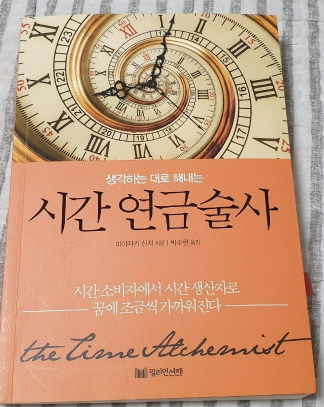 생각하는 대로 해내는
시간 연금술사
미야자키 신지 지음 | 박수현 옮김
시간 소비자에서 시간 생산자로
꿈에 조금씩 가까워진다
the Time Alchemist
밀리언서재